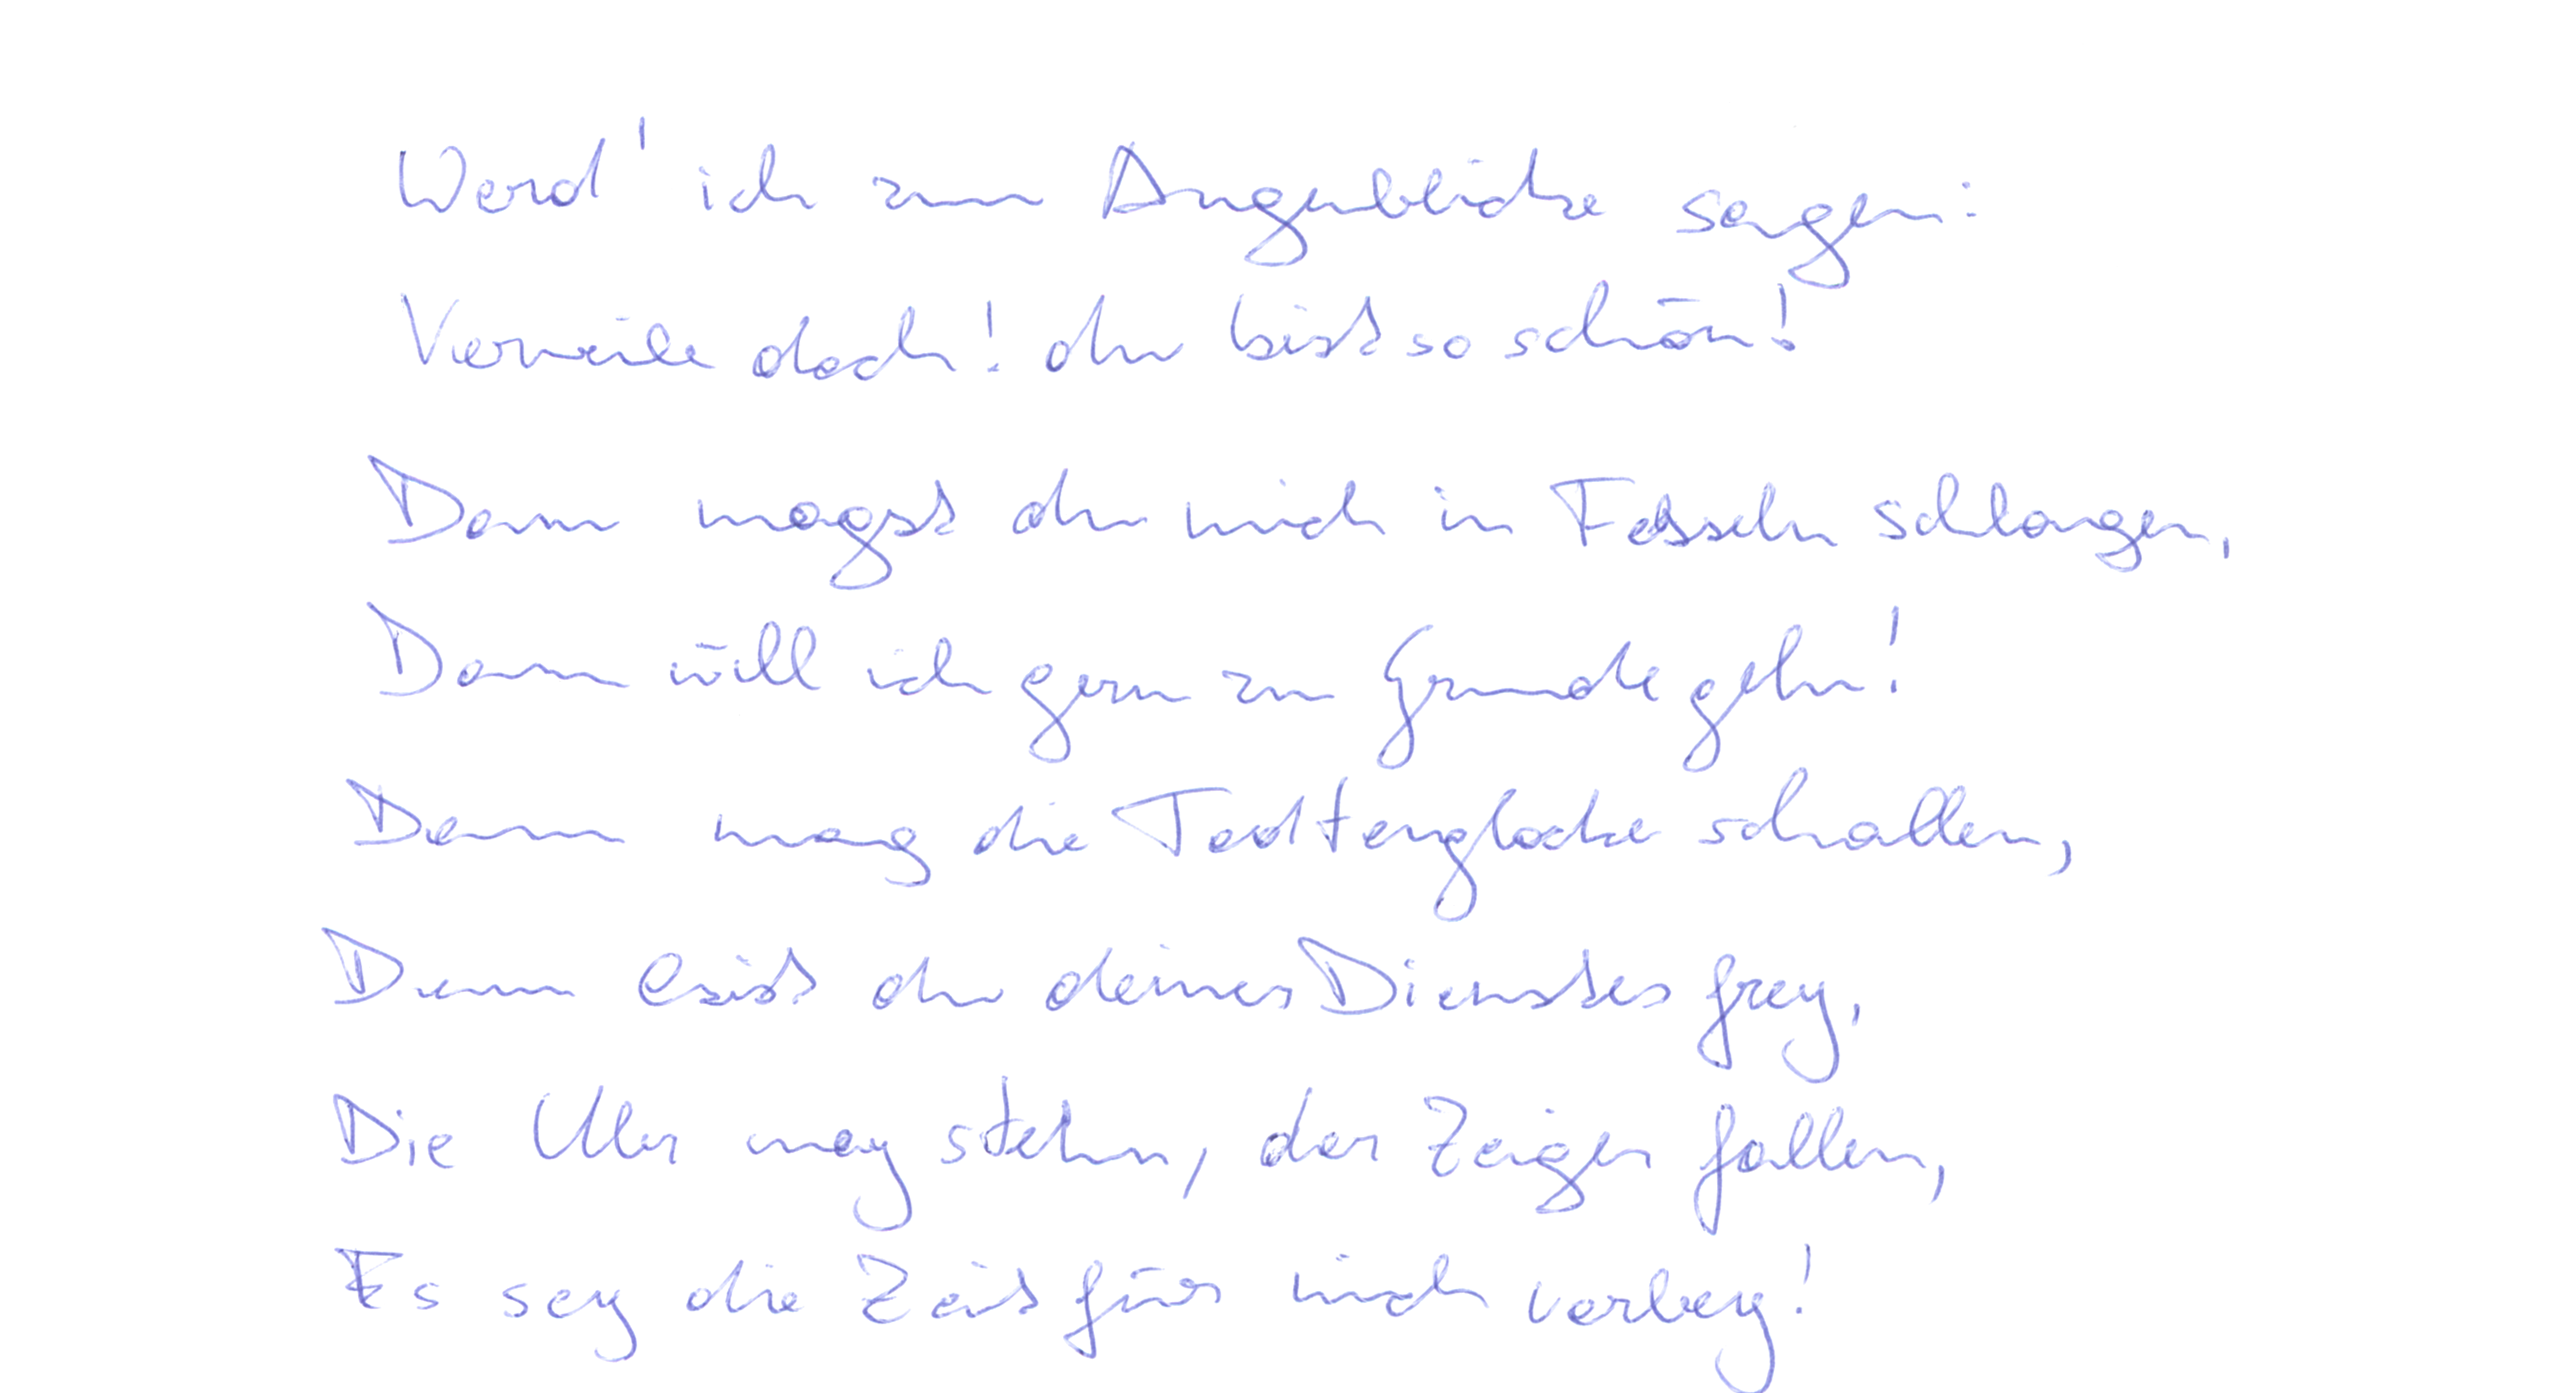 Werd' ich zum Augenblicke sagen:
Verweile doch! du bist so schön!
Dann magst du mich in Fesseln schlagen,
Dann will ich gern zu Grunde gehn!
Dann mag die Todtenglocke schallen,
Dann bist du deines Dienstes frey,
Die Uhr mag stehn, der Zeiger fallen,
Es sey die Zeit für mich vorbey!